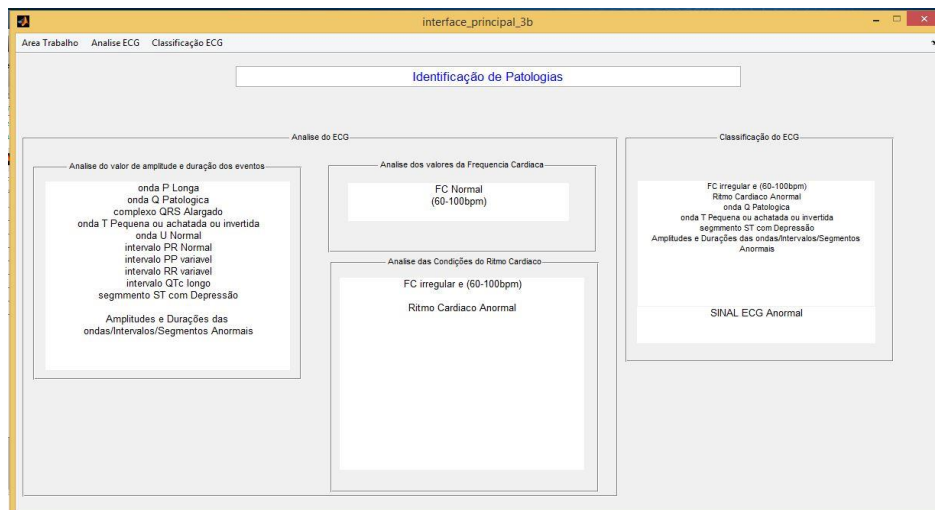 interface_principal_3b
Area Trabalho Analise ECG Classificação ECG
Identificação de Patologias
Analise do ECG
Analise do valor de amplitude e duração dos eventos
onda P Longa
onda Q Patologica
complexo QRS Alargado
onda T Pequena ou achatada ou invertida
onda U Normal
intervalo PR Normal
intervalo PP variavel
intervalo RR variavel
intervalo QTc longo
segmmento ST com Depressão
Amplitudes e Durações das
ondas/Intervalos/Segmentos Anormais
Analise dos valores da Frequencia Cardiaca
FC Normal
(60-100bpm)
Analise das Condições do Ritmo Cardiaco
FC irregular e (60-100bpm)
Ritmo Cardiaco Anormal
Classificação do ECG
FC irregular e (60-100bpm)
Ritmo Cardiaco Anormal
onda Q Patologica
onda T Pequena ou achatada ou invertida
segmmento ST com Depressão
Amplitudes e Durações das ondas/Intervalos/Segmentos
Anormais
SINAL ECG Anormal